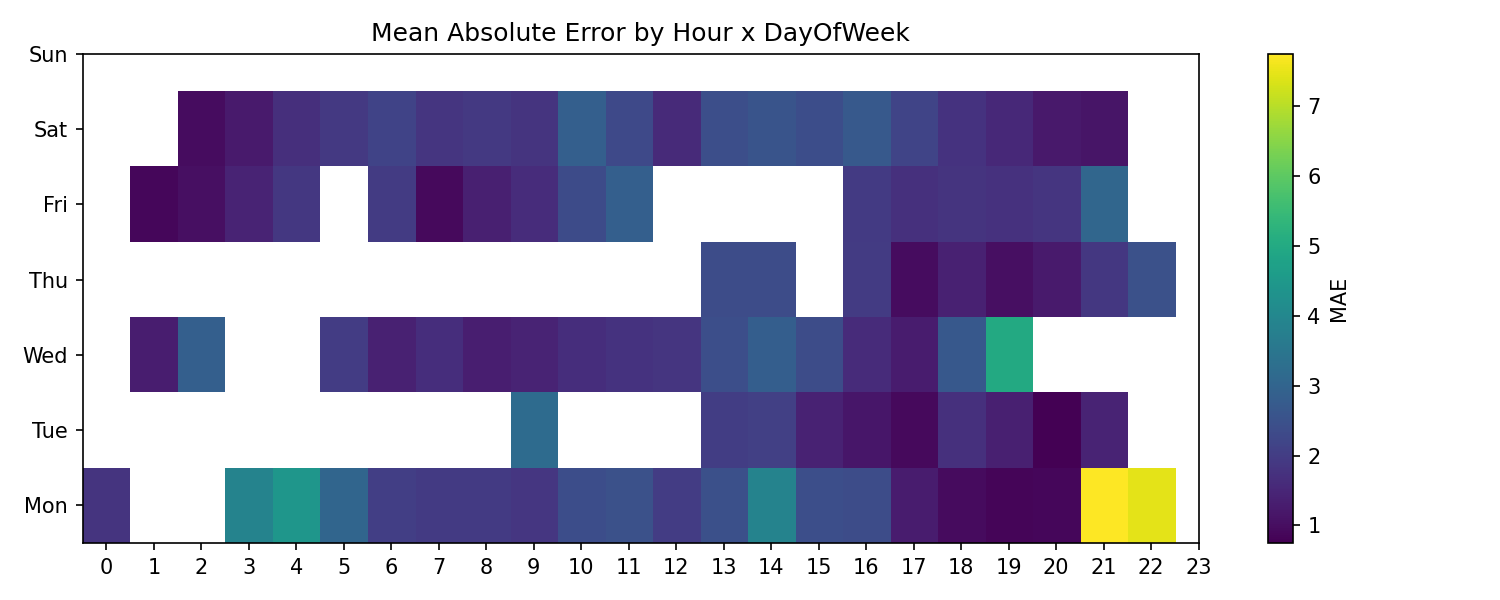 Mean Absolute Error by Hour x DayOfWeek
Sun
Sat
Fri
Thu
Wed
Tue
Mon
0 1 2 3 4 5 6 7 8 9 10 11 12 13 14 15 16 17 18 19 20 21 22 23
7
6
5
4
3
2
1
MAE